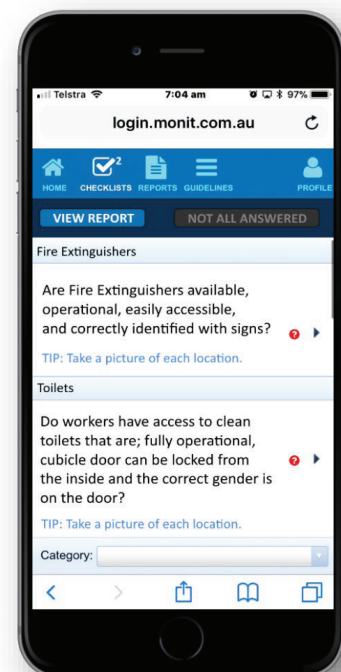 Telstra 7:04 am 97%
login.monit.com.au
2
HOME CHECKLISTS REPORTS GUIDELINES PROFILE
VIEW REPORT NOT ALL ANSWERED
Fire Extinguishers
Are Fire Extinguishers available,
operational, easily accessible,
and correctly identified with signs?
?
TIP: Take a picture of each location.
Toilets
Do workers have access to clean
toilets that are; fully operational,
cubicle door can be locked from
?
the inside and the correct gender is
on the door?
TIP: Take a picture of each location.
Category: